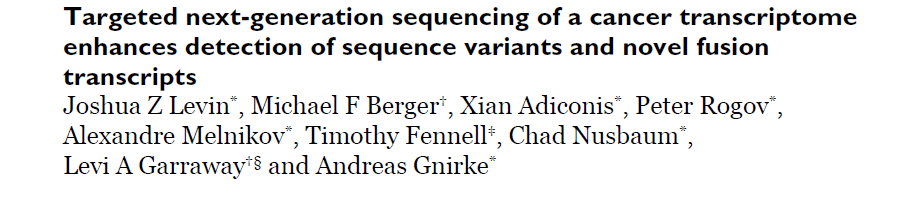 Targeted next-generation sequencing of a cancer transcriptome
enhances detection of sequence variants and novel fusion
transcripts
Joshua Z Levin*, Michael F Berger†, Xian Adiconis*, Peter Rogov*,
Alexandre Melnikov*, Timothy Fennell‡, Chad Nusbaum*,
Levi A Garraway†§ and Andreas Gnirke*